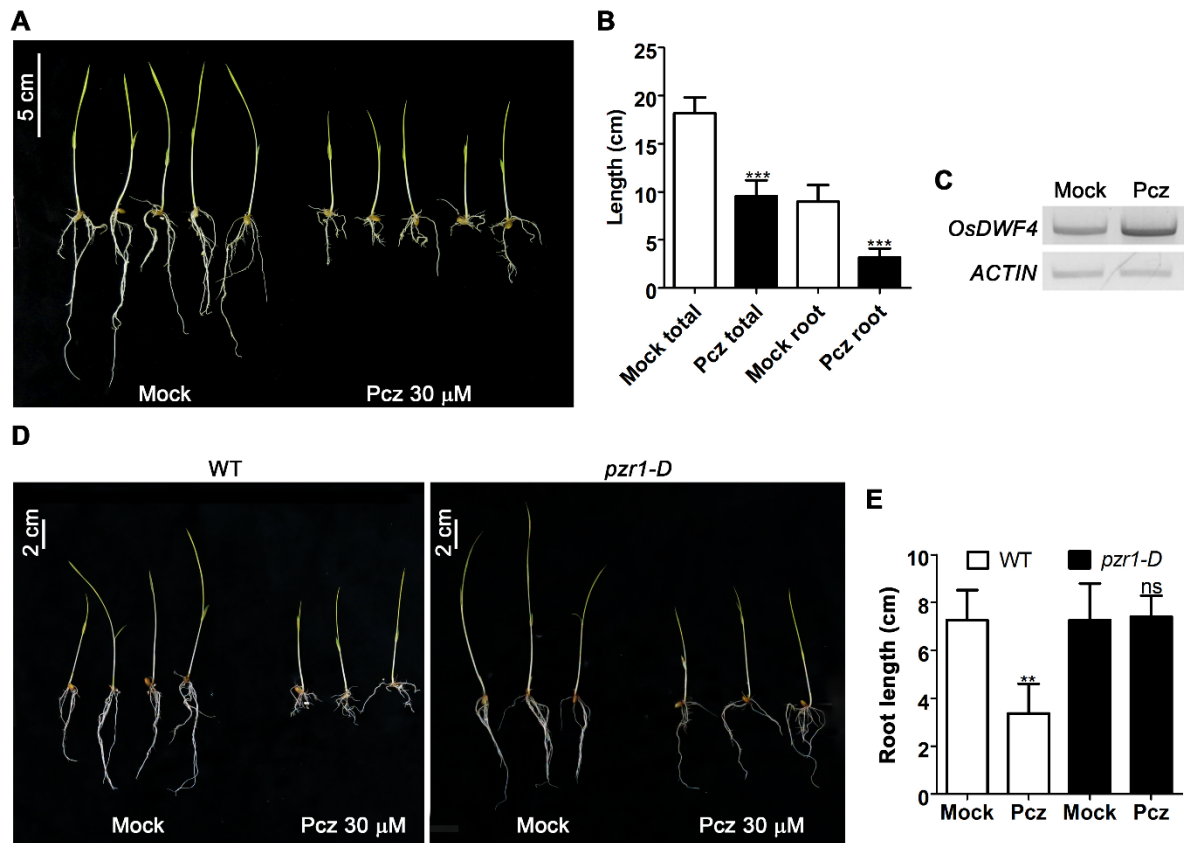 A
5 cm
Mock
Pcz 30 μM
B
Length (cm)
25
20
15
10
5
0
***
***
Mock total
Pcz total
Mock root
Pcz root
C
Mock Pcz
OsDWF4
ACTIN
D
WT
pzr1-D
2 cm
2 cm
Mock
Pcz 30 μM
Mock
Pcz 30 μM
E
WT pzr1-D
Root length (cm)
10
8
6
4
2
0
**
ns
Mock Pcz Mock Pcz